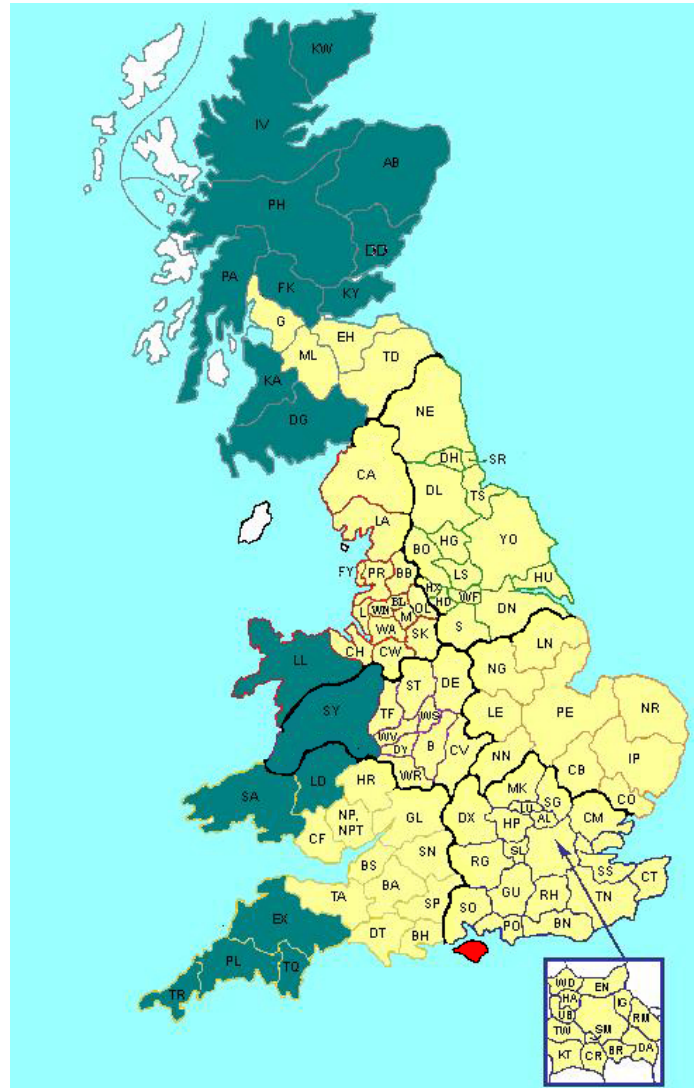 KW
IV
AB
PH
DD
PA
FK
KY
G
EH
ML
TD
KA
DG
NE
DH
SR
CA
DL
TS
LA
HG
YO
BO
FY
PR
BB
LS
HU
HX
HD
WF
DN
L
WN
BL
OL
M
WA
S
SK
LN
CH
CW
LL
NG
ST
DE
SY
TF
WS
LE
PE
NR
WV
DY
B
CV
NN
WR
CB
IP
LD
HR
MK
SG
CO
SA
NP,
NPT
GL
DX
LU
HP
AL
CM
CF
BS
SN
RG
SL
SS
CT
TA
BA
GU
RH
TN
SP
SO
EX
DT
BH
PO
BN
PL
TQ
TR
WD
EN
HA
IG
UB
RM
TW
SM
KT
CR
BR
DA